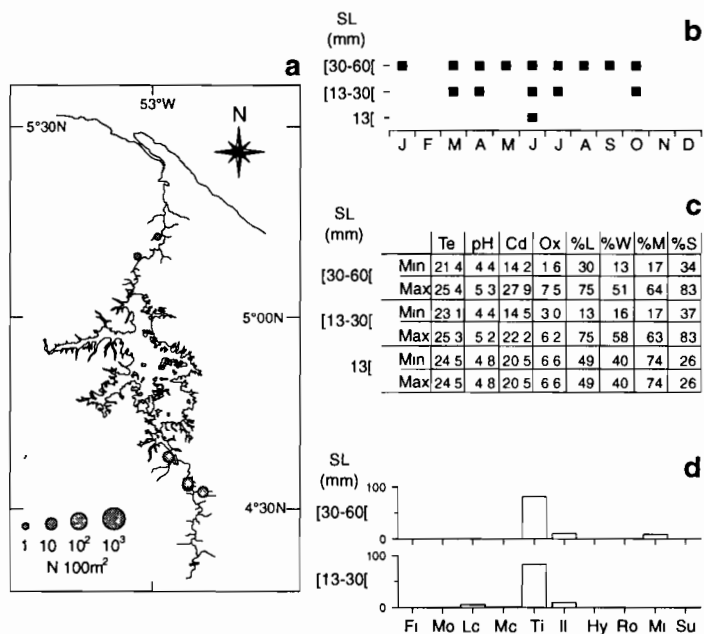 a
53°W
5°30N
N
5°00N
4°30N
1 10 10² 10³
N 100m²
b
SL
(mm)
[30-60[
[13-30[
13[
J F M A M J J A S O N D
c
SL
(mm)
Te pH Cd Ox %L %W %M %S
[30-60[ Min 21 4 4 4 14 2 1 6 30 13 17 34
Max 25 4 5 3 27 9 7 5 75 51 64 83
[13-30[ Min 23 1 4 4 14 5 3 0 13 16 17 37
Max 25 3 5 2 22 2 6 2 75 58 63 83
13[ Min 24 5 4 8 20 5 6 6 49 40 74 26
Max 24 5 4 8 20 5 6 6 49 40 74 26
d
SL
(mm)
100
[30-60[
0
100
[13-30[
0
Fi Mo Lc Mc Ti Il Hy Ro Mi Su